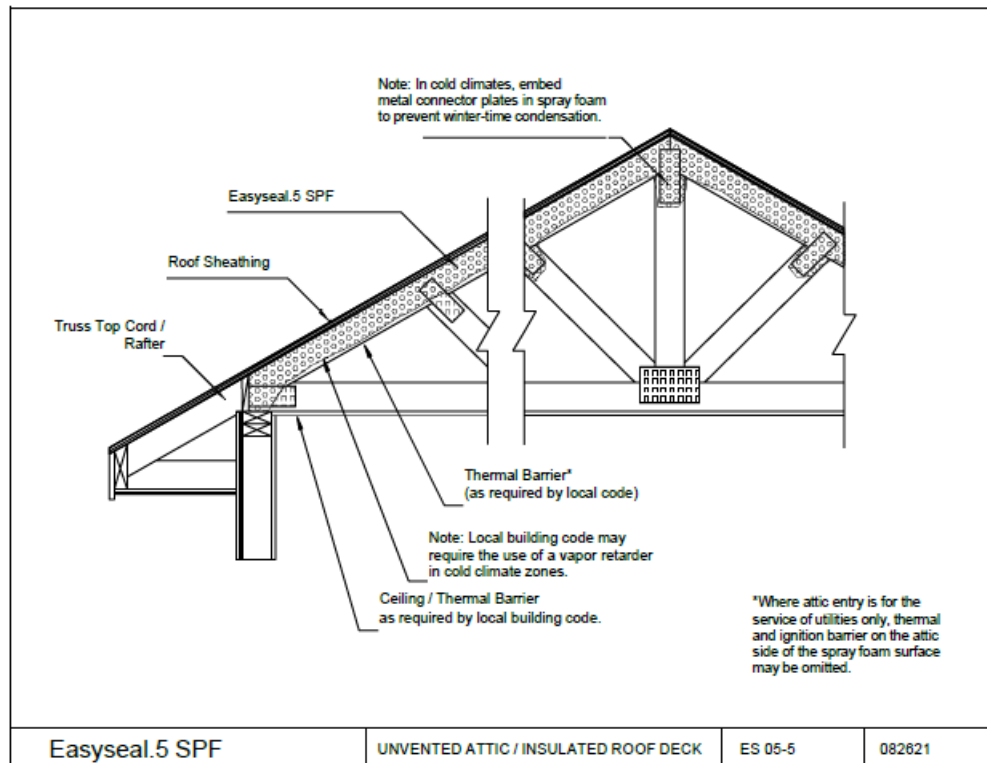 Note: In cold climates, embed
metal connector plates in spray foam
to prevent winter-time condensation.
Easyseal.5 SPF
Roof Sheathing
Truss Top Cord /
Rafter
Thermal Barrier*
(as required by local code)
Note: Local building code may
require the use of a vapor retarder
in cold climate zones.
Ceiling / Thermal Barrier
as required by local building code.
*Where attic entry is for the
service of utilities only, thermal
and ignition barrier on the attic
side of the spray foam surface
may be omitted.
Easyseal.5 SPF
UNVENTED ATTIC / INSULATED ROOF DECK
ES 05-5
082621